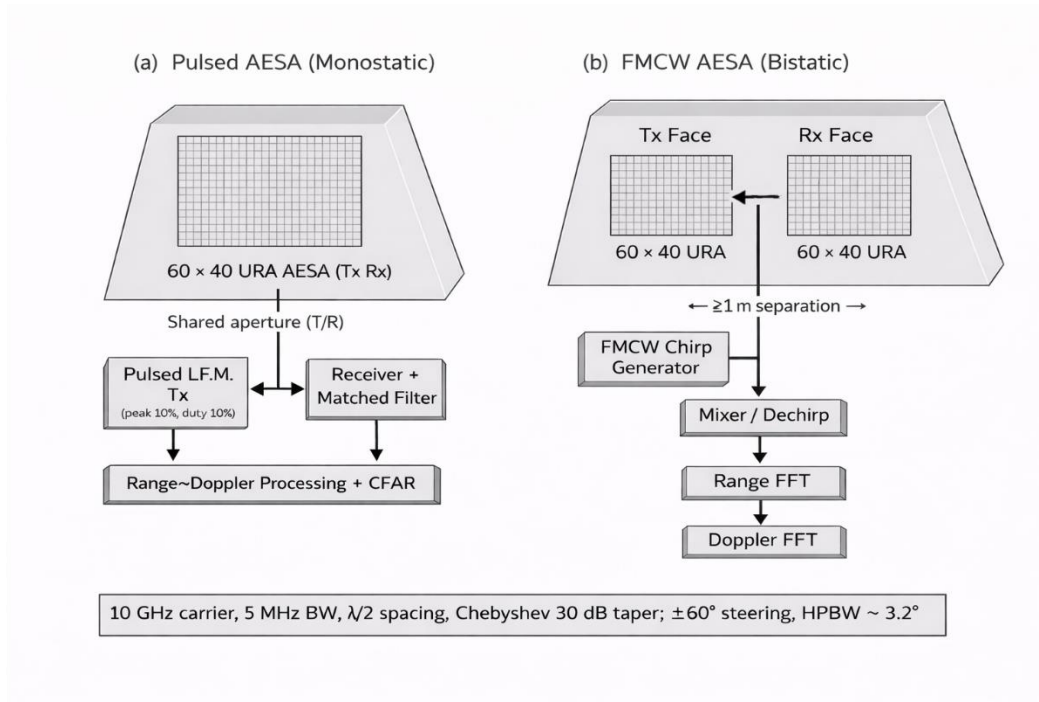 (a) Pulsed AESA (Monostatic)
60 × 40 URA AESA (Tx Rx)
Shared aperture (T/R)
Pulsed L.F.M.
Tx
(peak 10%, duty 10%)
Receiver +
Matched Filter
Range~Doppler Processing + CFAR
(b) FMCW AESA (Bistatic)
Tx Face
Rx Face
60 × 40 URA
60 × 40 URA
← ≥1 m separation →
FMCW Chirp
Generator
Mixer / Dechirp
Range FFT
Doppler FFT
10 GHz carrier, 5 MHz BW, λ/2 spacing, Chebyshev 30 dB taper; ±60° steering, HPBW ~ 3.2°